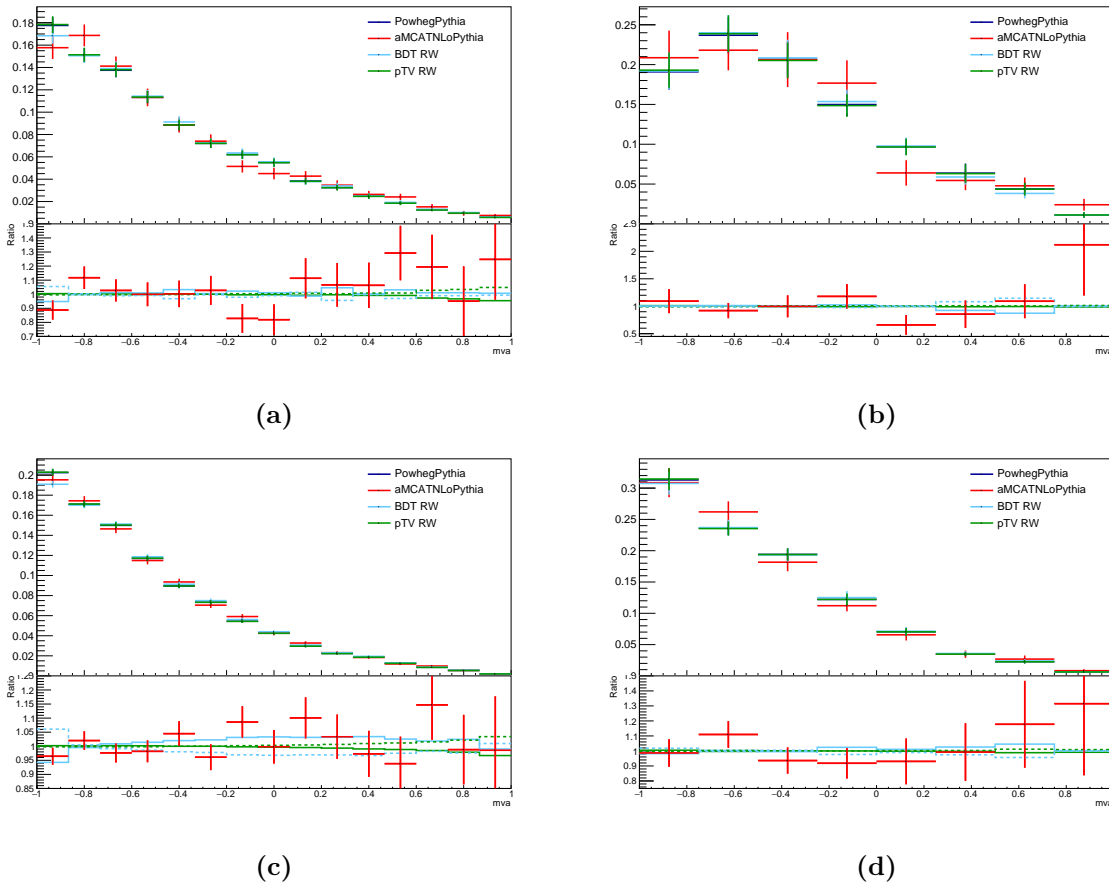 0.18
0.16
0.14
0.12
0.1
0.08
0.06
0.04
0.02
PowhegPythia
aMCATNLoPythia
BDT RW
pTV RW
Ratio
1.4
1.3
1.2
1.1
1
0.9
0.8
0.7
−1 −0.8 −0.6 −0.4 −0.2 0 0.2 0.4 0.6 0.8 1
mva
(a)
0.25
0.2
0.15
0.1
0.05
PowhegPythia
aMCATNLoPythia
BDT RW
pTV RW
Ratio
2
1.5
1
0.5
−1 −0.8 −0.6 −0.4 −0.2 0 0.2 0.4 0.6 0.8
mva
(b)
0.2
0.18
0.16
0.14
0.12
0.1
0.08
0.06
0.04
0.02
PowhegPythia
aMCATNLoPythia
BDT RW
pTV RW
Ratio
1.2
1.15
1.1
1.05
1
0.95
0.9
0.85
−1 −0.8 −0.6 −0.4 −0.2 0 0.2 0.4 0.6 0.8 1
mva
(c)
0.3
0.25
0.2
0.15
0.1
0.05
PowhegPythia
aMCATNLoPythia
BDT RW
pTV RW
Ratio
1.4
1.3
1.2
1.1
1
0.9
0.8
−1 −0.8 −0.6 −0.4 −0.2 0 0.2 0.4 0.6 0.8
mva
(d)